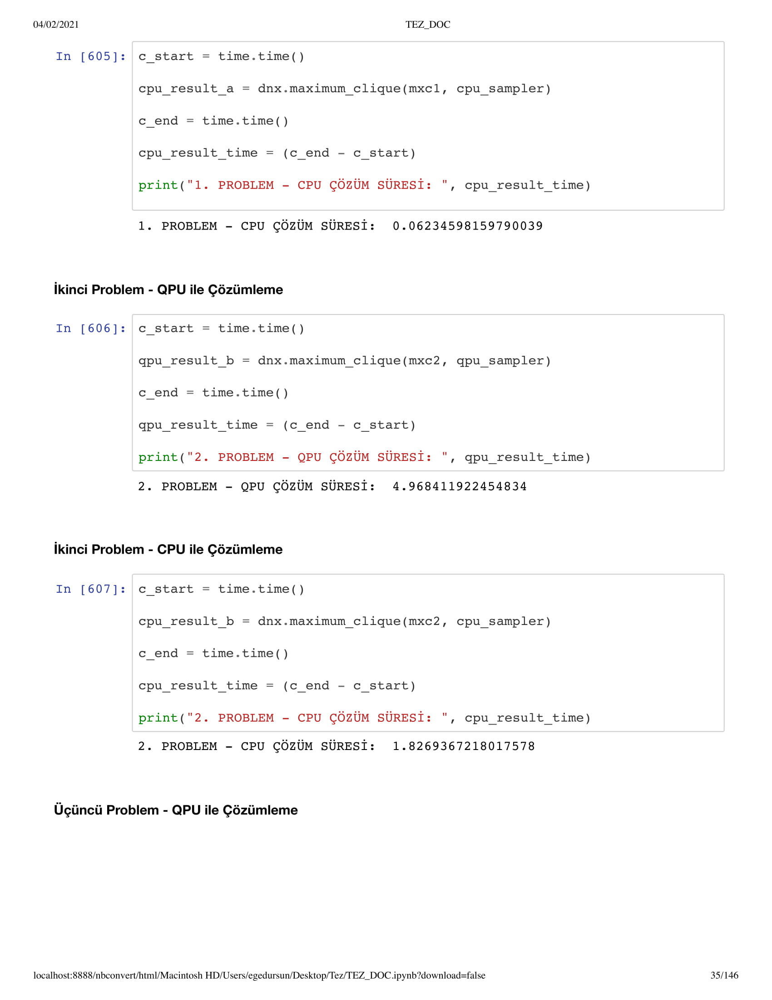 04/02/2021 TEZ_DOC
In [605]: c_start = time.time()
cpu_result_a = dnx.maximum_clique(mxc1, cpu_sampler)
c_end = time.time()
cpu_result_time = (c_end - c_start)
print("1. PROBLEM - CPU ÇÖZÜM SÜRESİ: ", cpu_result_time)
1. PROBLEM - CPU ÇÖZÜM SÜRESİ:  0.06234598159790039
İkinci Problem - QPU ile Çözümleme
In [606]: c_start = time.time()
qpu_result_b = dnx.maximum_clique(mxc2, qpu_sampler)
c_end = time.time()
qpu_result_time = (c_end - c_start)
print("2. PROBLEM - QPU ÇÖZÜM SÜRESİ: ", qpu_result_time)
2. PROBLEM - QPU ÇÖZÜM SÜRESİ:  4.968411922454834
İkinci Problem - CPU ile Çözümleme
In [607]: c_start = time.time()
cpu_result_b = dnx.maximum_clique(mxc2, cpu_sampler)
c_end = time.time()
cpu_result_time = (c_end - c_start)
print("2. PROBLEM - CPU ÇÖZÜM SÜRESİ: ", cpu_result_time)
2. PROBLEM - CPU ÇÖZÜM SÜRESİ:  1.8269367218017578
Üçüncü Problem - QPU ile Çözümleme
localhost:8888/nbconvert/html/Macintosh HD/Users/egedursun/Desktop/Tez/TEZ_DOC.ipynb?download=false 35/146